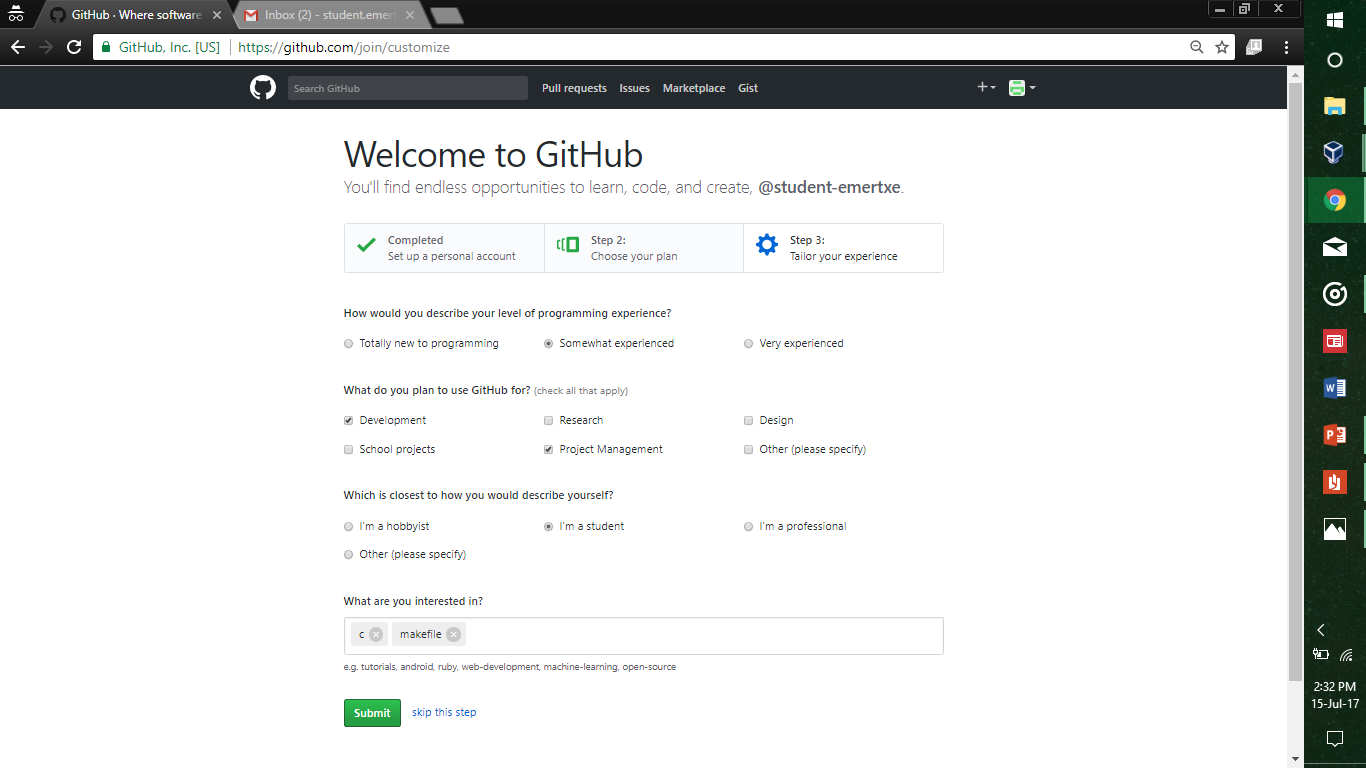 GitHub · Where software
Inbox (2) - student.emert
GitHub, Inc. [US]
https://github.com/join/customize
Search GitHub
Pull requests Issues Marketplace Gist
Welcome to GitHub
You'll find endless opportunities to learn, code, and create, @student-emertxe.
Completed
Set up a personal account
Step 2:
Choose your plan
Step 3:
Tailor your experience
How would you describe your level of programming experience?
Totally new to programming Somewhat experienced Very experienced
What do you plan to use GitHub for? (check all that apply)
Development Research Design
School projects Project Management Other (please specify)
Which is closest to how you would describe yourself?
I'm a hobbyist I'm a student I'm a professional
Other (please specify)
What are you interested in?
c makefile
e.g. tutorials, android, ruby, web-development, machine-learning, open-source
Submit skip this step
2:32 PM
15-Jul-17